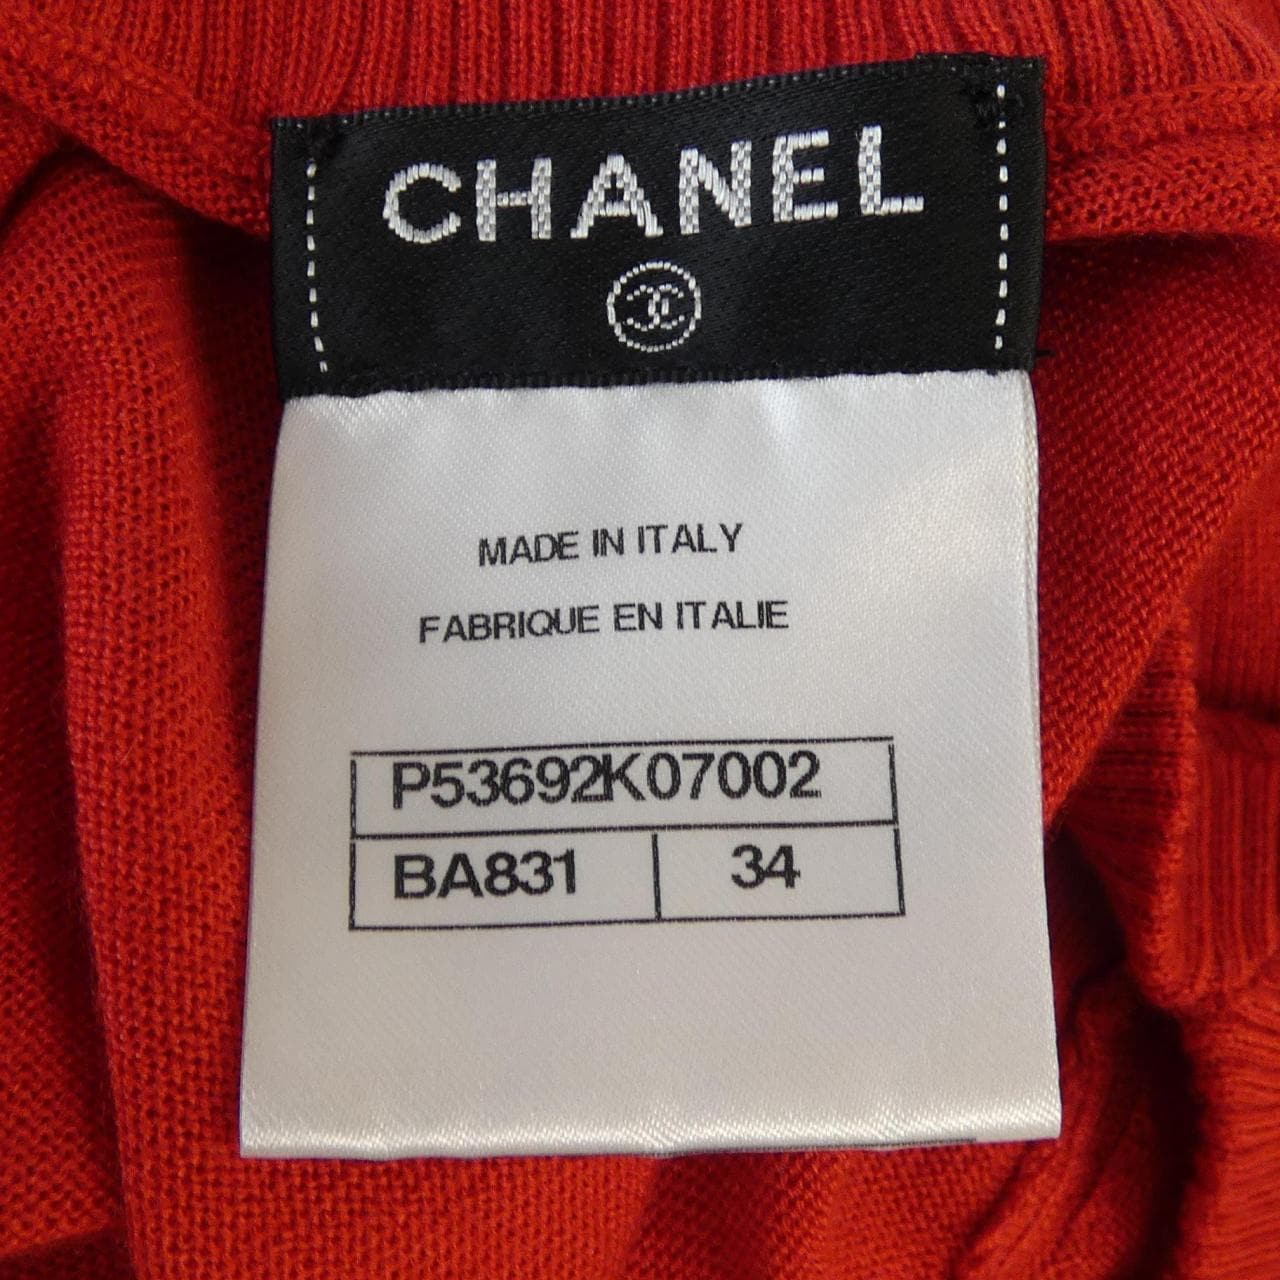 CHANEL
MADE IN ITALY
FABRIQUE EN ITALIE
P53692K07002
BA831 34